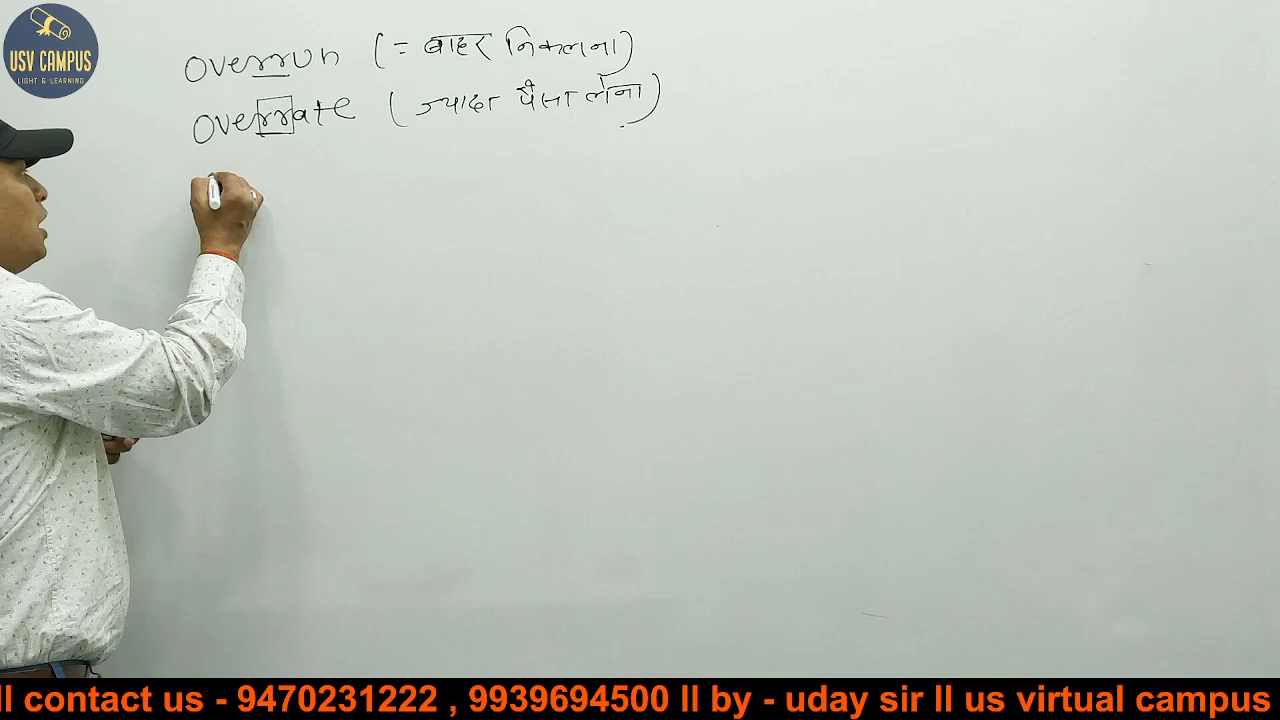 USV CAMPUS
LIGHT & LEARNING
overrun (= बाहर निकलना)
overrate (ज्यादा पैसा लेना)
ll contact us - 9470231222 , 9939694500 ll by - uday sir ll us virtual campus